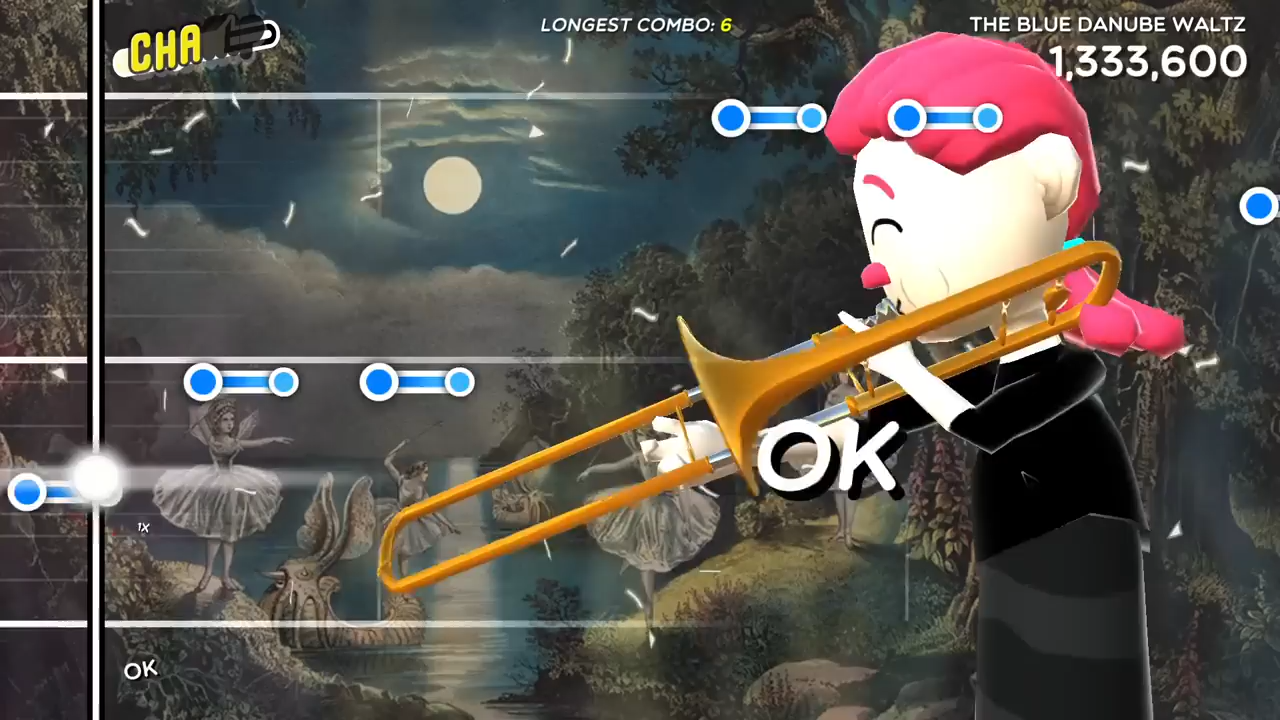 CHA
LONGEST COMBO: 6
THE BLUE DANUBE WALTZ
1,333,600
OK
1X
OK